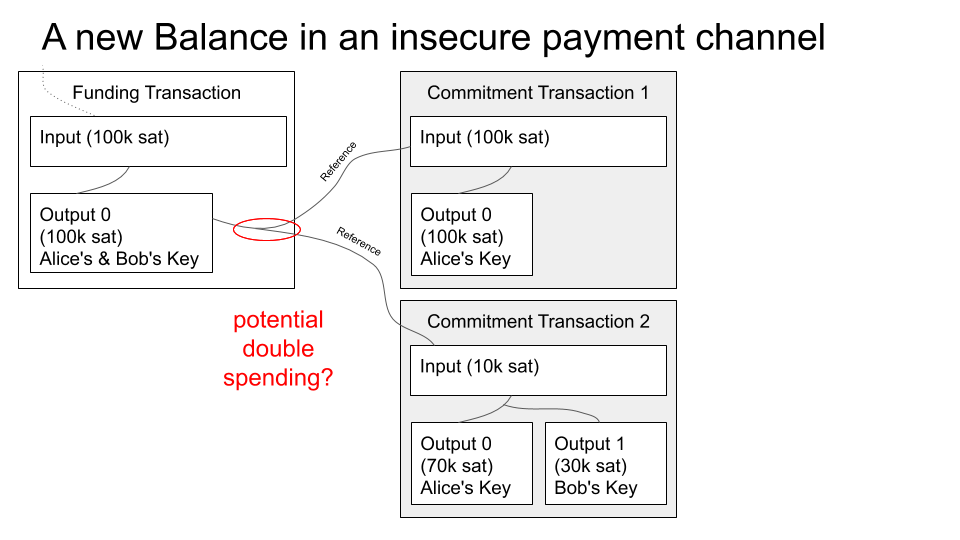 A new Balance in an insecure payment channel
Funding Transaction
Input (100k sat)
Output 0
(100k sat)
Alice's & Bob's Key
Reference
Reference
potential
double
spending?
Commitment Transaction 1
Input (100k sat)
Output 0
(100k sat)
Alice's Key
Commitment Transaction 2
Input (10k sat)
Output 0
(70k sat)
Alice's Key
Output 1
(30k sat)
Bob's Key